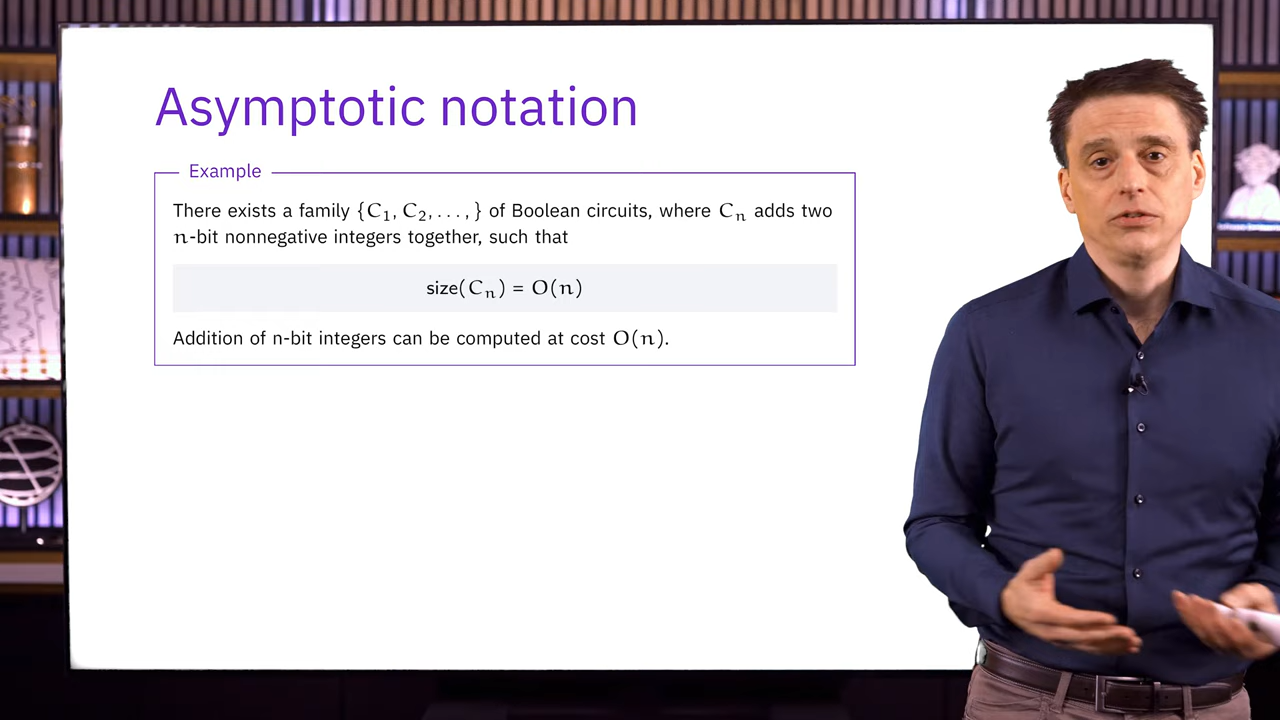 Asymptotic notation
Example
There exists a family {C₁, C₂, . . . , } of Boolean circuits, where Cₙ adds two
n-bit nonnegative integers together, such that
size(Cₙ) = O(n)
Addition of n-bit integers can be computed at cost O(n).